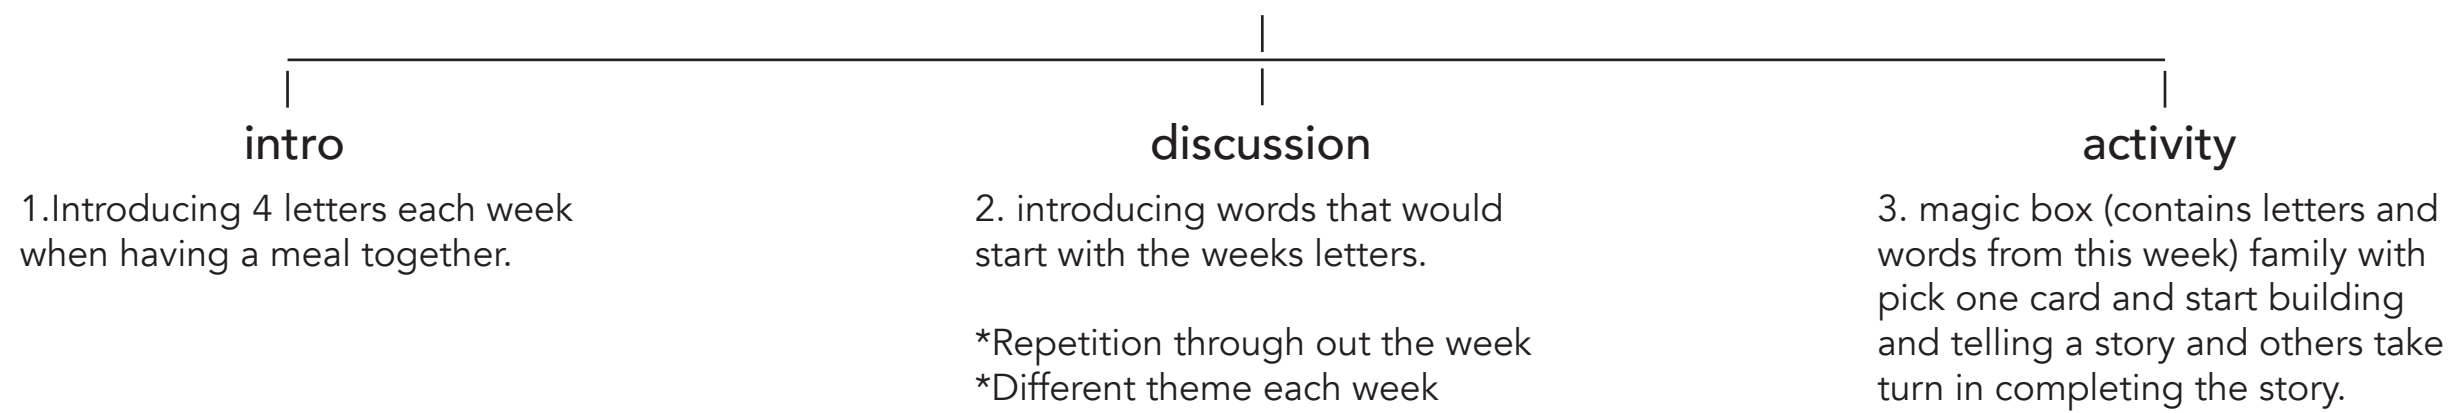 intro
1.Introducing 4 letters each week
when having a meal together.
discussion
2. introducing words that would
start with the weeks letters.
*Repetition through out the week
*Different theme each week
activity
3. magic box (contains letters and
words from this week) family with
pick one card and start building
and telling a story and others take
turn in completing the story.